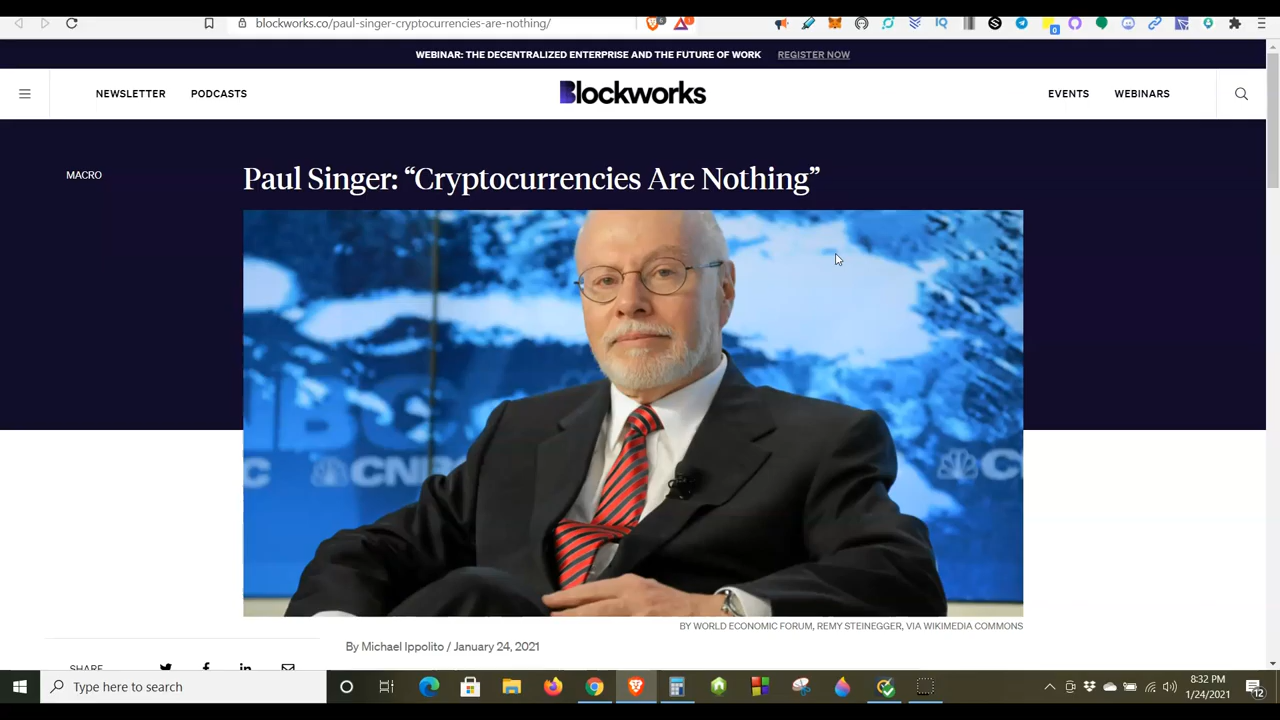 blockworks.co/paul-singer-cryptocurrencies-are-nothing/
WEBINAR: THE DECENTRALIZED ENTERPRISE AND THE FUTURE OF WORK REGISTER NOW
NEWSLETTER PODCASTS Blockworks EVENTS WEBINARS
MACRO
Paul Singer: “Cryptocurrencies Are Nothing”
CNBC
BY WORLD ECONOMIC FORUM, REMY STEINEGGER, VIA WIKIMEDIA COMMONS
By Michael Ippolito / January 24, 2021
SHARE
Type here to search
8:32 PM
1/24/2021
12